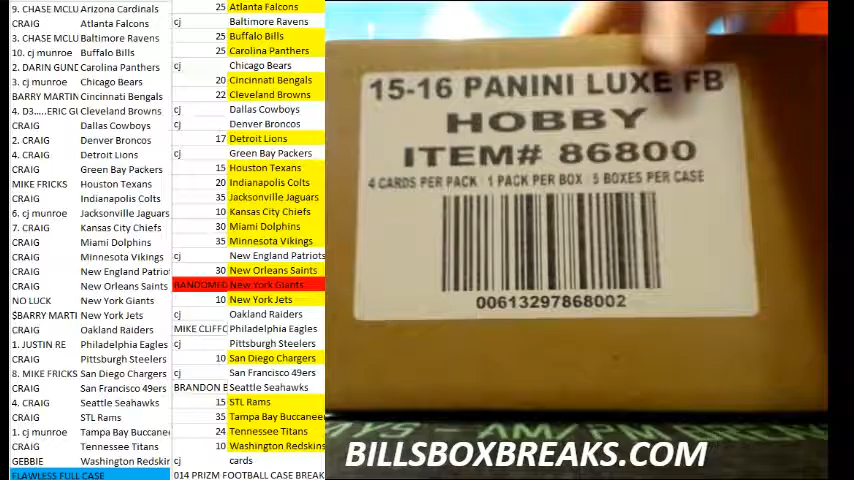 9. CHASE MCLU Arizona Cardinals
CRAIG Atlanta Falcons
3. CHASE MCLU Baltimore Ravens
10. cj munroe Buffalo Bills
2. DARIN GUND Carolina Panthers
3. cj munroe Chicago Bears
BARRY MARTIN Cincinnati Bengals
4. D3.....ERIC GU Cleveland Browns
CRAIG Dallas Cowboys
2. CRAIG Denver Broncos
4. CRAIG Detroit Lions
CRAIG Green Bay Packers
MIKE FRICKS Houston Texans
CRAIG Indianapolis Colts
6. cj munroe Jacksonville Jaguar
7. CRAIG Kansas City Chiefs
CRAIG Miami Dolphins
CRAIG Minnesota Vikings
CRAIG New England Patrio
CRAIG New Orleans Saints
NO LUCK New York Giants
$BARRY MARTI New York Jets
CRAIG Oakland Raiders
1. JUSTIN RE Philadelphia Eagles
CRAIG Pittsburgh Steelers
8. MIKE FRICKS San Diego Chargers
CRAIG San Francisco 49ers
4. CRAIG Seattle Seahawks
CRAIG STL Rams
1. cj munroe Tampa Bay Buccane
CRAIG Tennessee Titans
GEBBIE Washington Redskin
FLAWLESS FULL CASE
25 Atlanta Falcons
cj Baltimore Ravens
25 Buffalo Bills
25 Carolina Panthers
cj Chicago Bears
20 Cincinnati Bengals
22 Cleveland Browns
cj Dallas Cowboys
cj Denver Broncos
17 Detroit Lions
cj Green Bay Packers
15 Houston Texans
20 Indianapolis Colts
35 Jacksonville Jaguars
10 Kansas City Chiefs
30 Miami Dolphins
35 Minnesota Vikings
cj New England Patriots
30 New Orleans Saints
RANDOMED New York Giants
10 New York Jets
cj Oakland Raiders
MIKE CLIFFO Philadelphia Eagles
cj Pittsburgh Steelers
10 San Diego Chargers
cj San Francisco 49ers
BRANDON B Seattle Seahawks
15 STL Rams
35 Tampa Bay Buccanee
24 Tennessee Titans
10 Washington Redskins
cj cards
014 PRIZM FOOTBALL CASE BREAK
15-16 PANINI LUXE FB
HOBBY
ITEM# 86800
4 CARDS PER PACK 1 PACK PER BOX 5 BOXES PER CASE
00613297868002
BILLSBOXBREAKS.COM